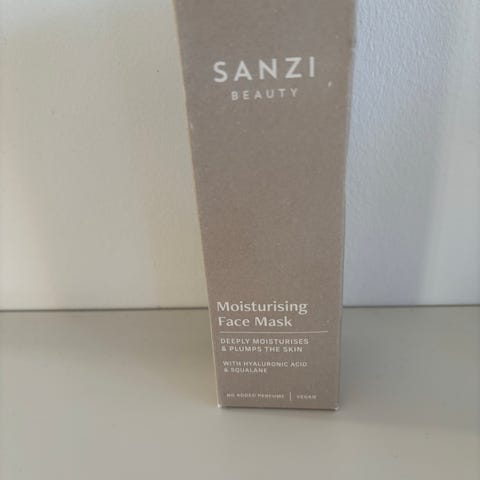 SANZI
BEAUTY
Moisturising
Face Mask
DEEPLY MOISTURISES
& PLUMPS THE SKIN
WITH HYALURONIC ACID
& SQUALANE
NO ADDED PERFUME | VEGAN